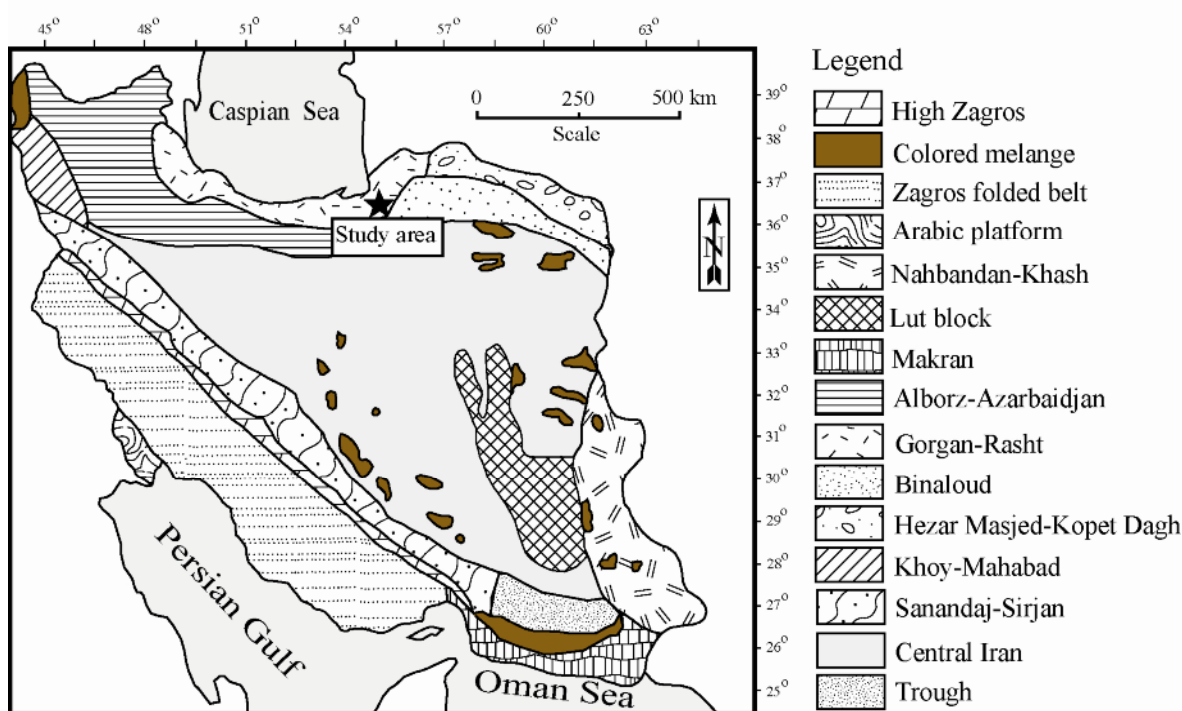 45° 48° 51° 54° 57° 60° 63°
Caspian Sea
0 250 500 km
Scale
39°
38°
37°
36°
35°
34°
33°
32°
31°
30°
29°
28°
27°
26°
25°
N
Study area
Persian Gulf
Oman Sea
Legend
High Zagros
Colored melange
Zagros folded belt
Arabic platform
Nahbandan-Khash
Lut block
Makran
Alborz-Azarbaidjan
Gorgan-Rasht
Binaloud
Hezar Masjed-Kopet Dagh
Khoy-Mahabad
Sanandaj-Sirjan
Central Iran
Trough